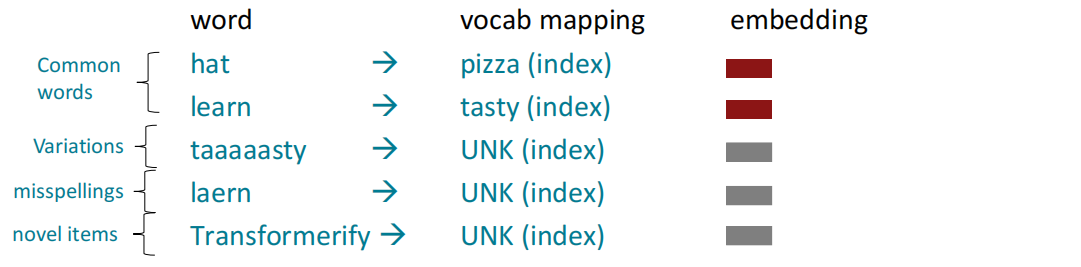 word vocab mapping embedding
Common words hat → pizza (index)
learn → tasty (index)
Variations taaaaasty → UNK (index)
misspellings laern → UNK (index)
novel items Transformerify → UNK (index)